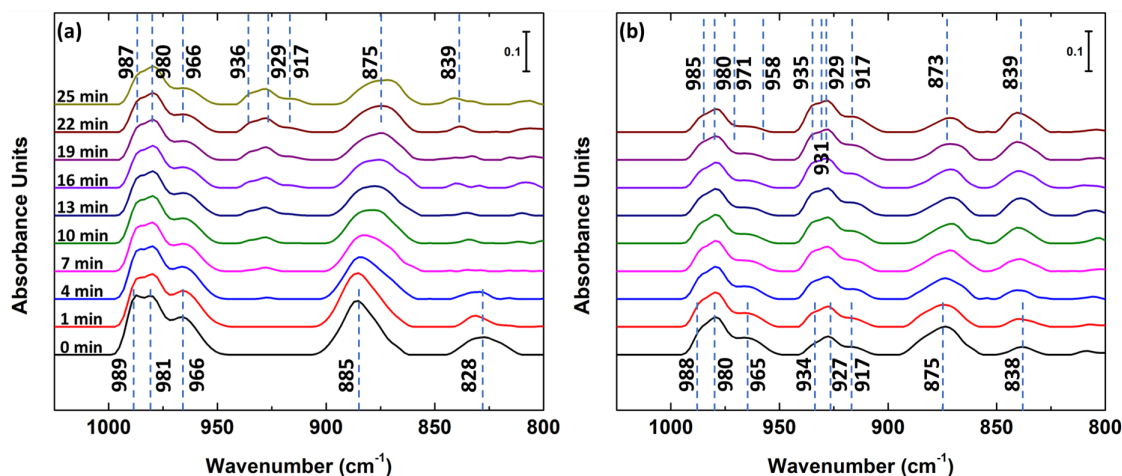 (a)
987
980
966
936
929
917
875
839
0.1
25 min
22 min
19 min
16 min
13 min
10 min
7 min
4 min
1 min
0 min
989
981
966
885
828
Absorbance Units
1000
950
900
850
800
Wavenumber (cm⁻¹)
(b)
985
980
971
958
935
931
929
917
873
839
0.1
988
980
965
934
927
917
875
838
Absorbance Units
1000
950
900
850
800
Wavenumber (cm⁻¹)